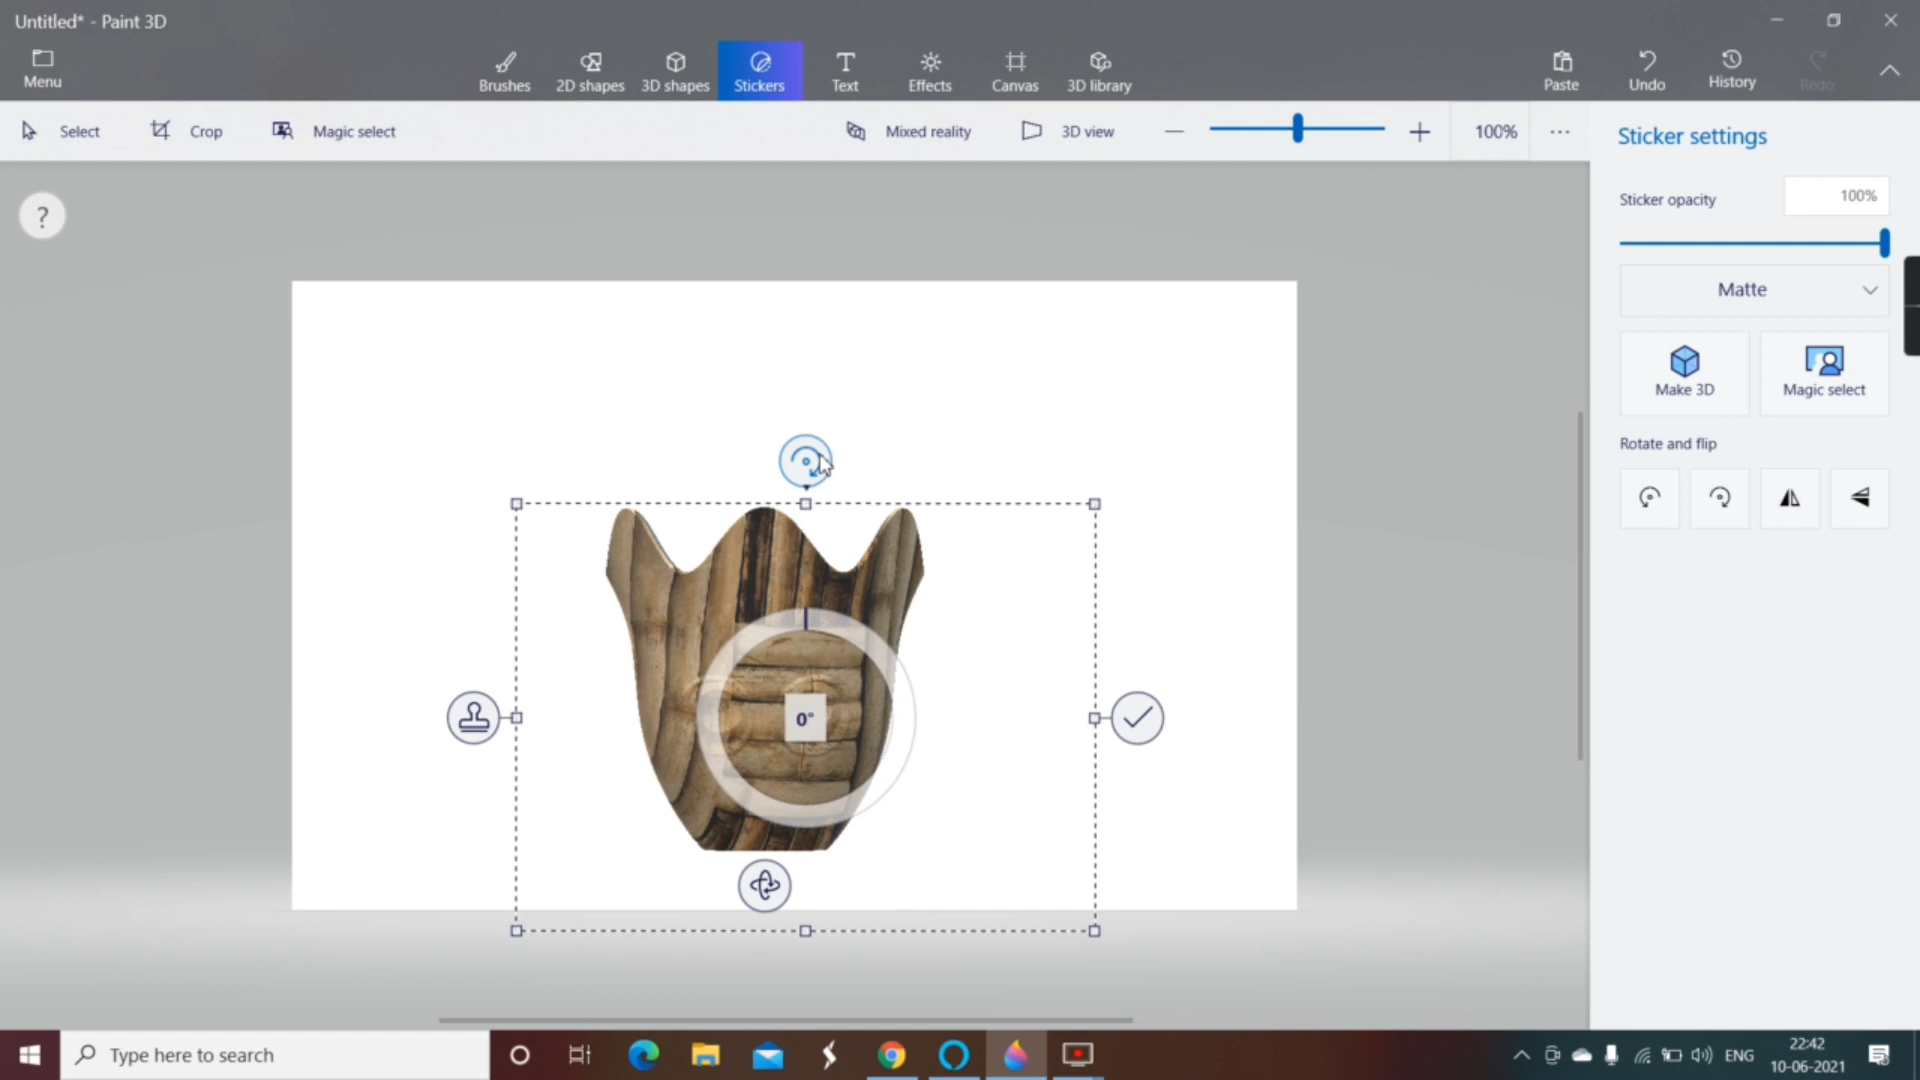 Untitled* - Paint 3D
Menu
Brushes
2D shapes
3D shapes
Stickers
Text
Effects
Canvas
3D library
Paste
Undo
History
Redo
Select
Crop
Magic select
Mixed reality
3D view
100%
Sticker settings
Sticker opacity
100%
Matte
Make 3D
Magic select
Rotate and flip
?
0°
Type here to search
ENG
22:42
10-06-2021